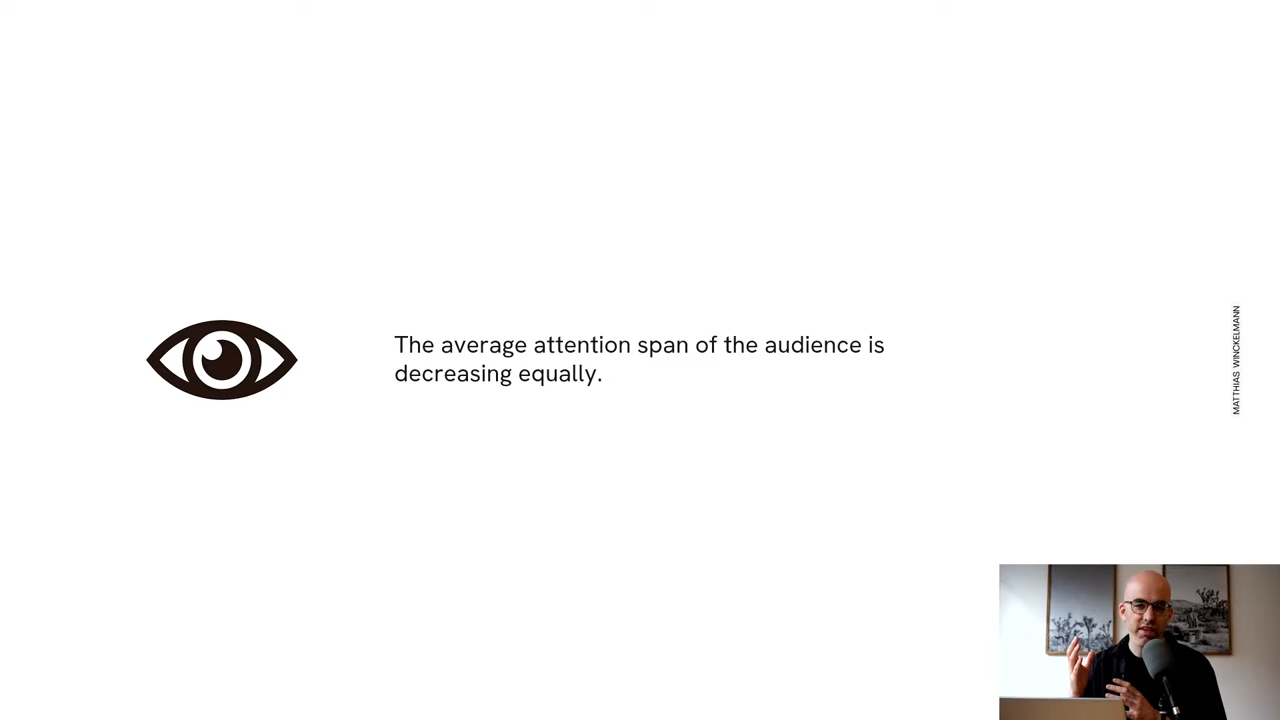 The average attention span of the audience is
decreasing equally.
MATTHIAS WINCKELMANN